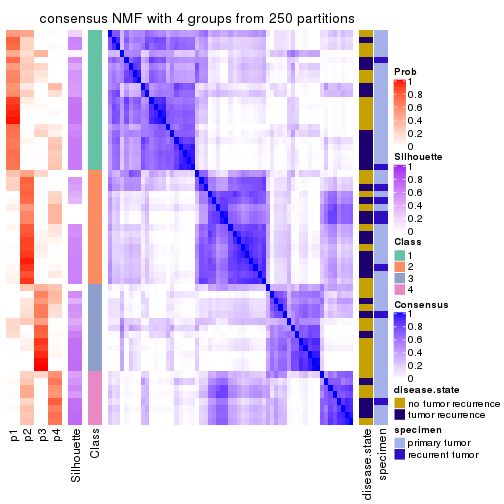 consensus NMF with 4 groups from 250 partitions
Prob
1
0.8
0.6
0.4
0.2
0
Silhouette
1
0.8
0.6
0.4
0.2
0
Class
1
2
3
4
Consensus
1
0.8
0.6
0.4
0.2
0
disease.state
no tumor recurrence
tumor recurrence
specimen
primary tumor
recurrent tumor
p1
p2
p3
p4
Silhouette
Class
disease.state
specimen